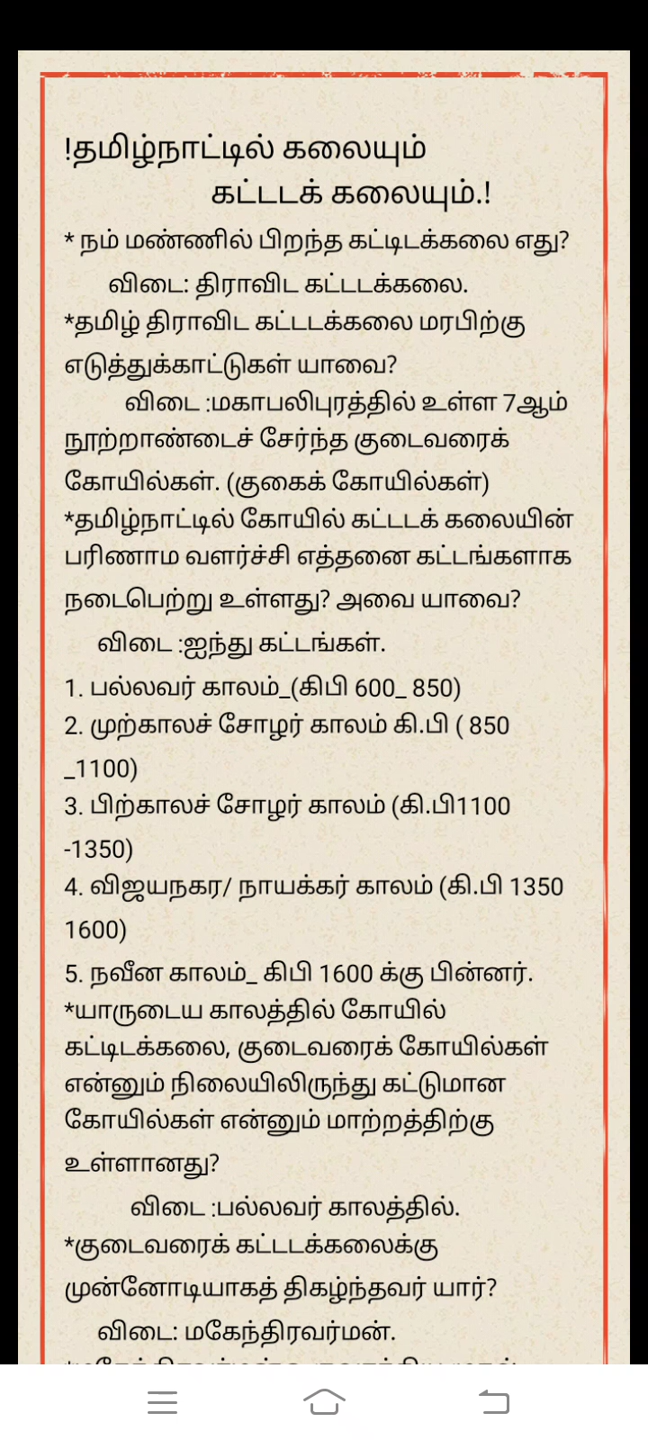 !தமிழ்நாட்டில் கலையும்
கட்டடக் கலையும்.!
* நம் மண்ணில் பிறந்த கட்டிடக்கலை எது?
விடை: திராவிட கட்டடக்கலை.
*தமிழ் திராவிட கட்டடக்கலை மரபிற்கு
எடுத்துக்காட்டுகள் யாவை?
விடை :மகாபலிபுரத்தில் உள்ள 7ஆம்
நூற்றாண்டைச் சேர்ந்த குடைவரைக்
கோயில்கள். (குகைக் கோயில்கள்)
*தமிழ்நாட்டில் கோயில் கட்டடக் கலையின்
பரிணாம வளர்ச்சி எத்தனை கட்டங்களாக
நடைபெற்று உள்ளது? அவை யாவை?
விடை :ஐந்து கட்டங்கள்.
1. பல்லவர் காலம்_(கிபி 600_ 850)
2. முற்காலச் சோழர் காலம் கி.பி ( 850
_1100)
3. பிற்காலச் சோழர் காலம் (கி.பி1100
-1350)
4. விஜயநகர/ நாயக்கர் காலம் (கி.பி 1350
1600)
5. நவீன காலம்_ கிபி 1600 க்கு பின்னர்.
*யாருடைய காலத்தில் கோயில்
கட்டிடக்கலை, குடைவரைக் கோயில்கள்
என்னும் நிலையிலிருந்து கட்டுமான
கோயில்கள் என்னும் மாற்றத்திற்கு
உள்ளானது?
விடை :பல்லவர் காலத்தில்.
*குடைவரைக் கட்டடக்கலைக்கு
முன்னோடியாகத் திகழ்ந்தவர் யார்?
விடை: மகேந்திரவர்மன்.